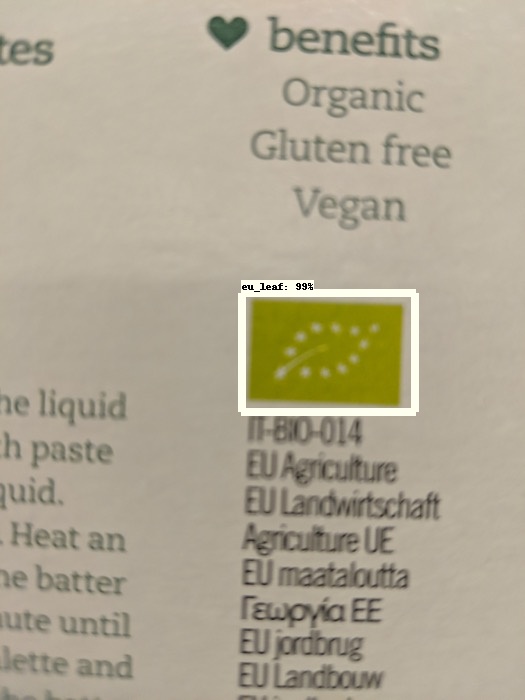 tes
benefits
Organic
Gluten free
Vegan
eu_leaf: 99%
he liquid
h paste
quid.
. Heat an
he batter
ute until
lette and
IT-BIO-014
EU Agriculture
EU Landwirtschaft
Agriculture UE
EU maataloutta
Γεωργία ΕΕ
EU jordbrug
EU Landbouw